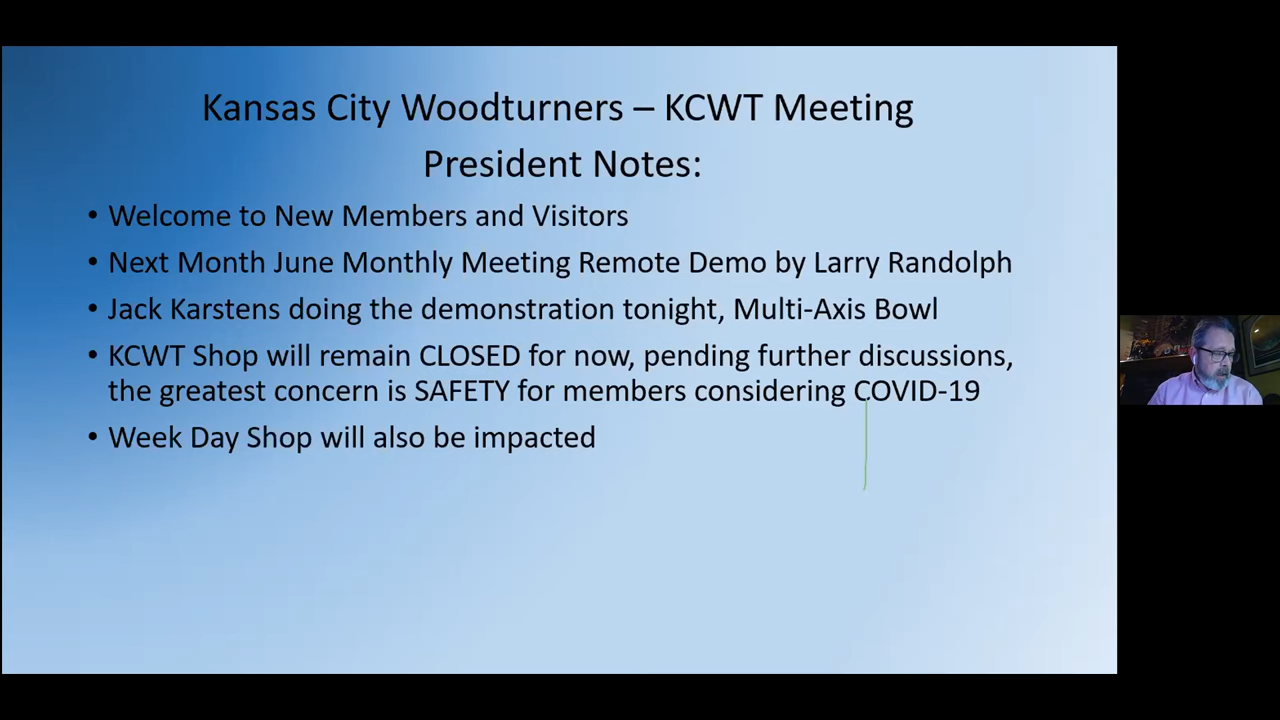 Kansas City Woodturners – KCWT Meeting
President Notes:
• Welcome to New Members and Visitors
• Next Month June Monthly Meeting Remote Demo by Larry Randolph
• Jack Karstens doing the demonstration tonight, Multi-Axis Bowl
• KCWT Shop will remain CLOSED for now, pending further discussions,
the greatest concern is SAFETY for members considering COVID-19
• Week Day Shop will also be impacted